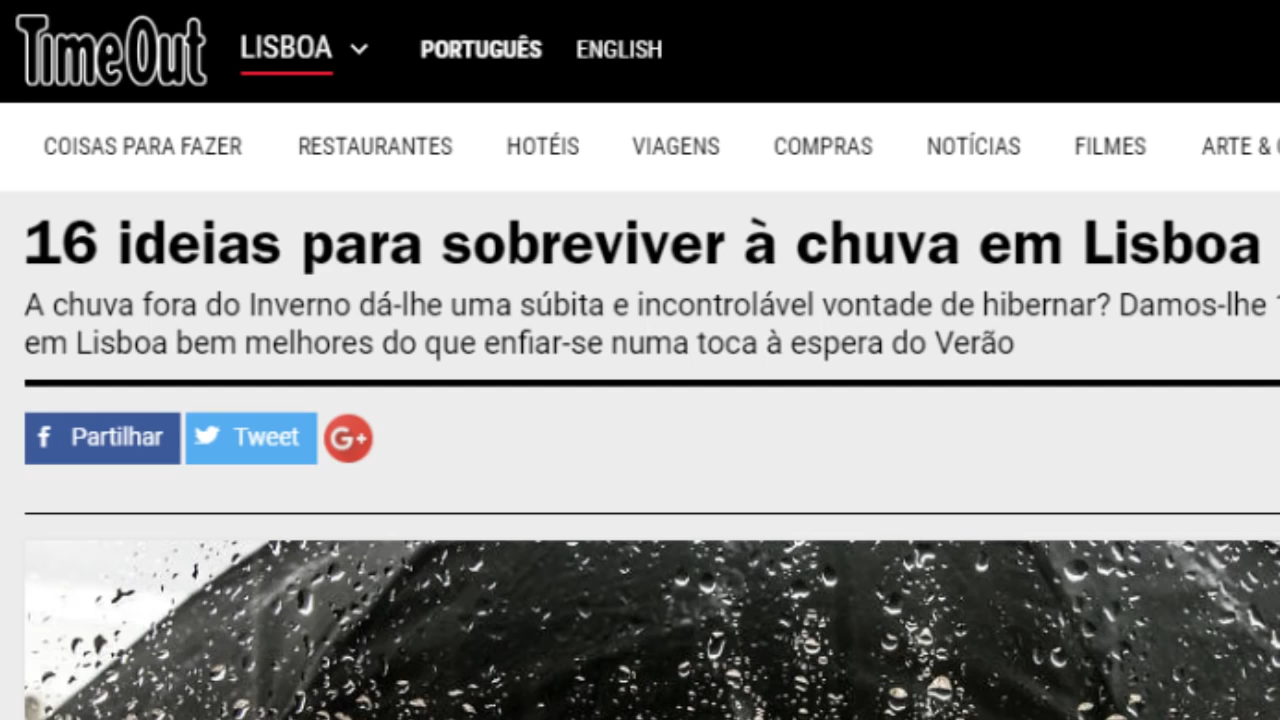 TimeOut LISBOA PORTUGUÊS ENGLISH
COISAS PARA FAZER RESTAURANTES HOTÉIS VIAGENS COMPRAS NOTÍCIAS FILMES ARTE &
16 ideias para sobreviver à chuva em Lisboa
A chuva fora do Inverno dá-lhe uma súbita e incontrolável vontade de hibernar? Damos-lhe
em Lisboa bem melhores do que enfiar-se numa toca à espera do Verão
f Partilhar Tweet G+